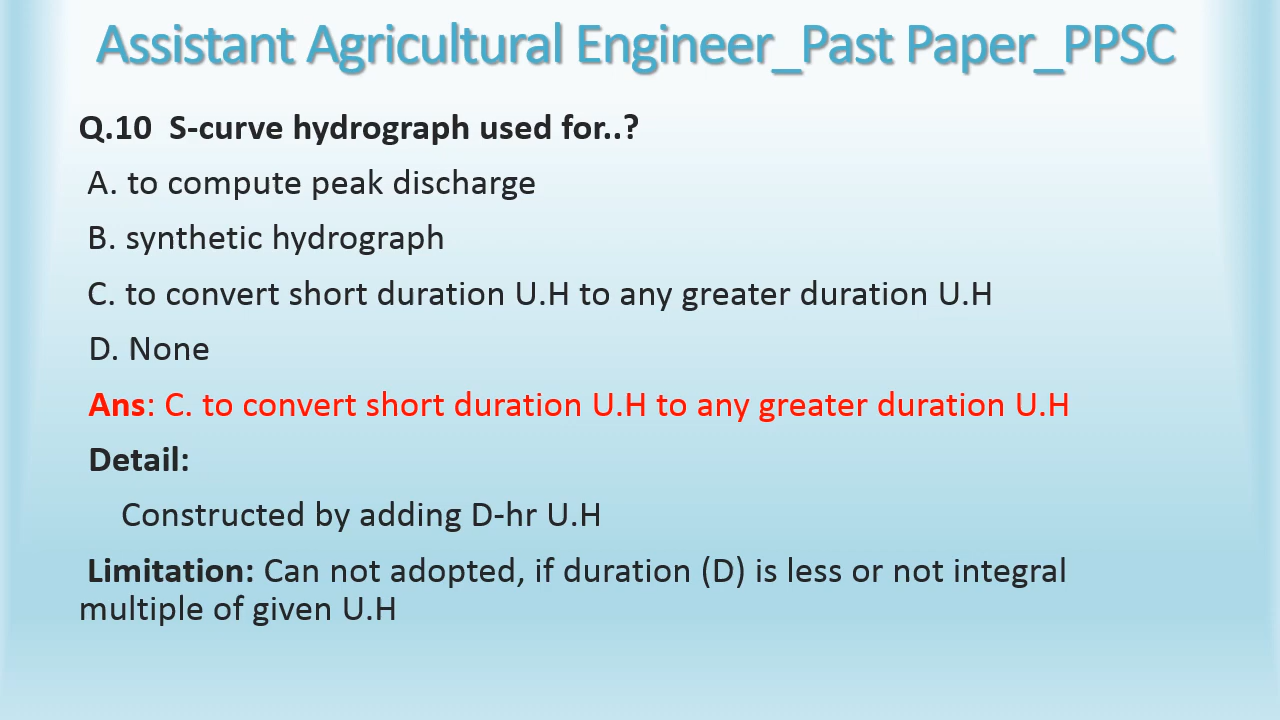 Assistant Agricultural Engineer_Past Paper_PPSC
Q.10 S-curve hydrograph used for..?
A. to compute peak discharge
B. synthetic hydrograph
C. to convert short duration U.H to any greater duration U.H
D. None
Ans: C. to convert short duration U.H to any greater duration U.H
Detail:
Constructed by adding D-hr U.H
Limitation: Can not adopted, if duration (D) is less or not integral
multiple of given U.H